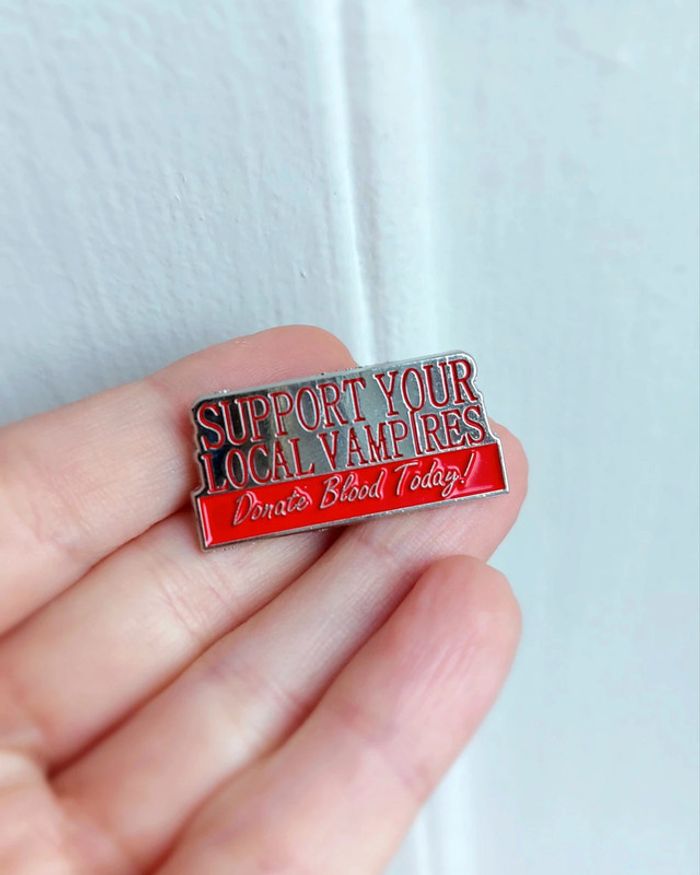 SUPPORT YOUR
LOCAL VAMPIRES
Donate Blood Today!